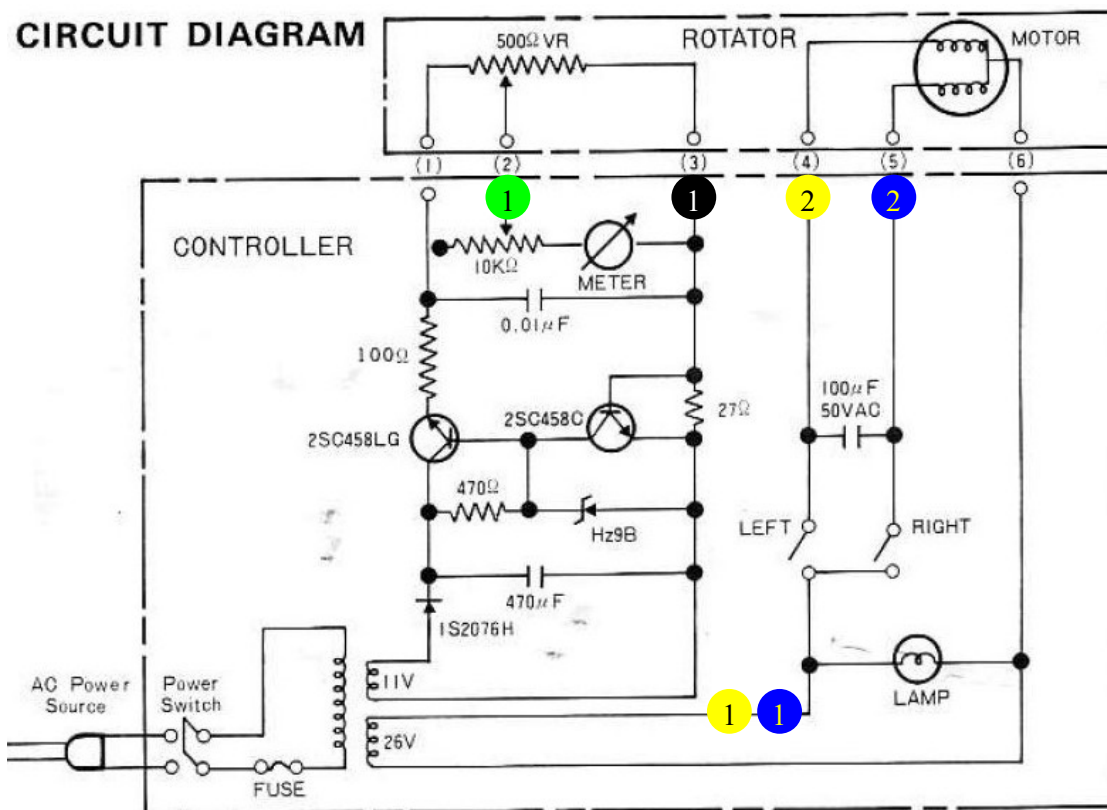 CIRCUIT DIAGRAM
500Ω VR
ROTATOR
MOTOR
(1)
(2)
(3)
(4)
(5)
(6)
1
1
2
2
CONTROLLER
10KΩ
METER
0.01μF
100Ω
2SC458C
27Ω
100μF
50VAC
2SC458LG
470Ω
Hz9B
LEFT
RIGHT
470μF
1S2076H
AC Power
Source
Power
Switch
11V
LAMP
1
1
26V
FUSE